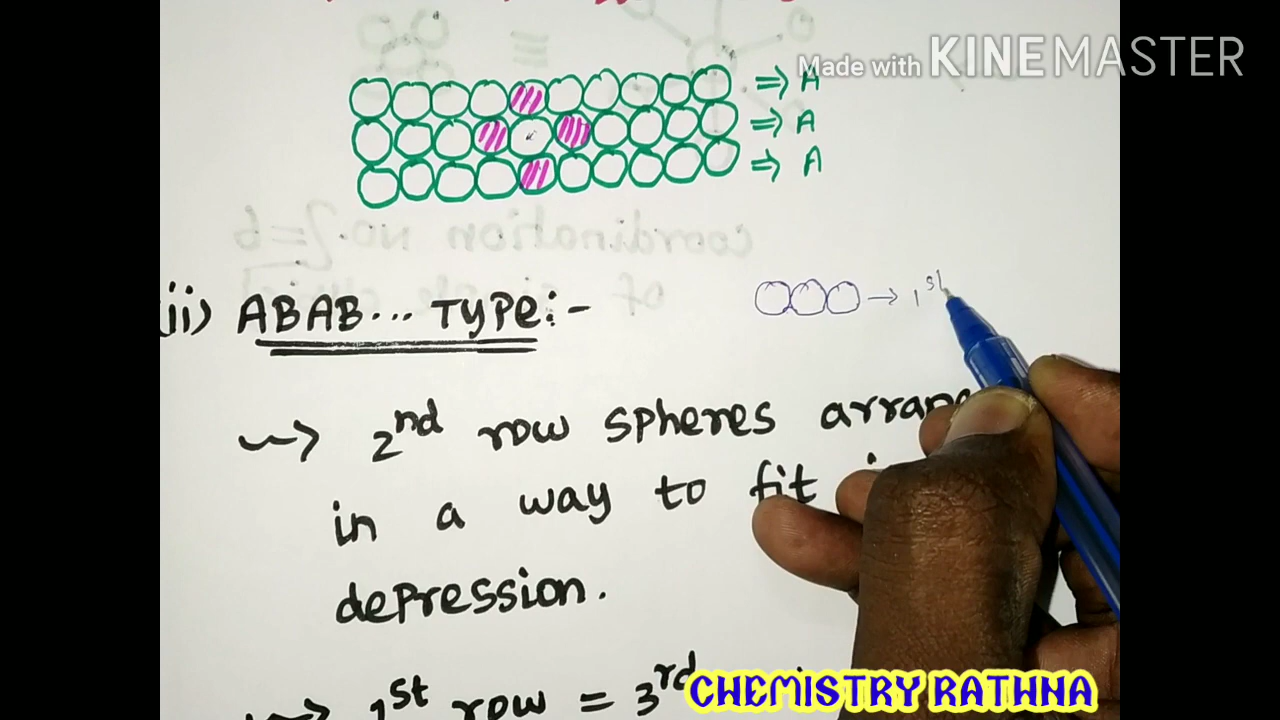 Made with KINEMASTER
⇒ A
⇒ A
⇒ A
(ii) ABAB... TYPE:-
→ 1st
2nd row spheres
in a way to fit
depression.
1st row = 3rd
CHEMISTRY RATHNA